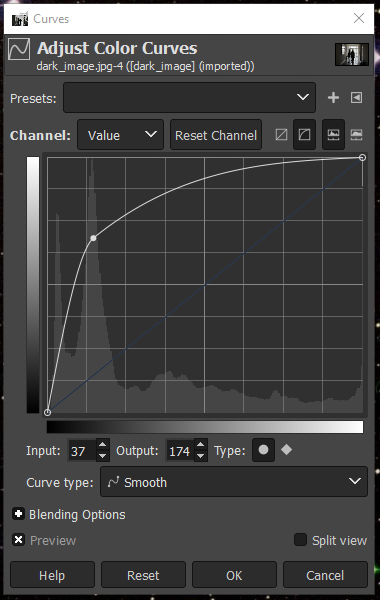 Curves
Adjust Color Curves
dark_image.jpg-4 ([dark_image] (imported))
Presets:
Channel: Value Reset Channel
Input: 37 Output: 174 Type:
Curve type: Smooth
Blending Options
Preview Split view
Help Reset OK Cancel